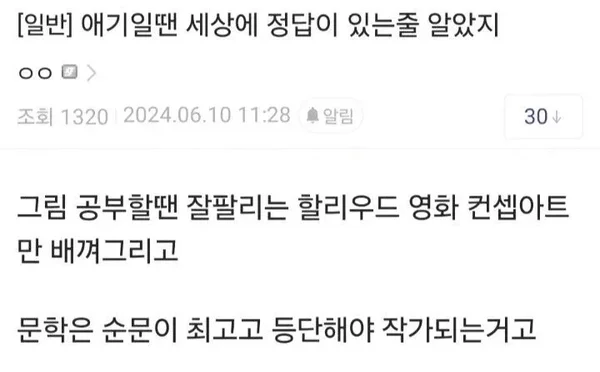 [일반] 애기일땐 세상에 정답이 있는줄 알았지
ㅇㅇ
조회 1320 2024.06.10 11:28 알림 30↓
그림 공부할땐 잘팔리는 할리우드 영화 컨셉아트
만 배껴그리고
문학은 순문이 최고고 등단해야 작가되는거고